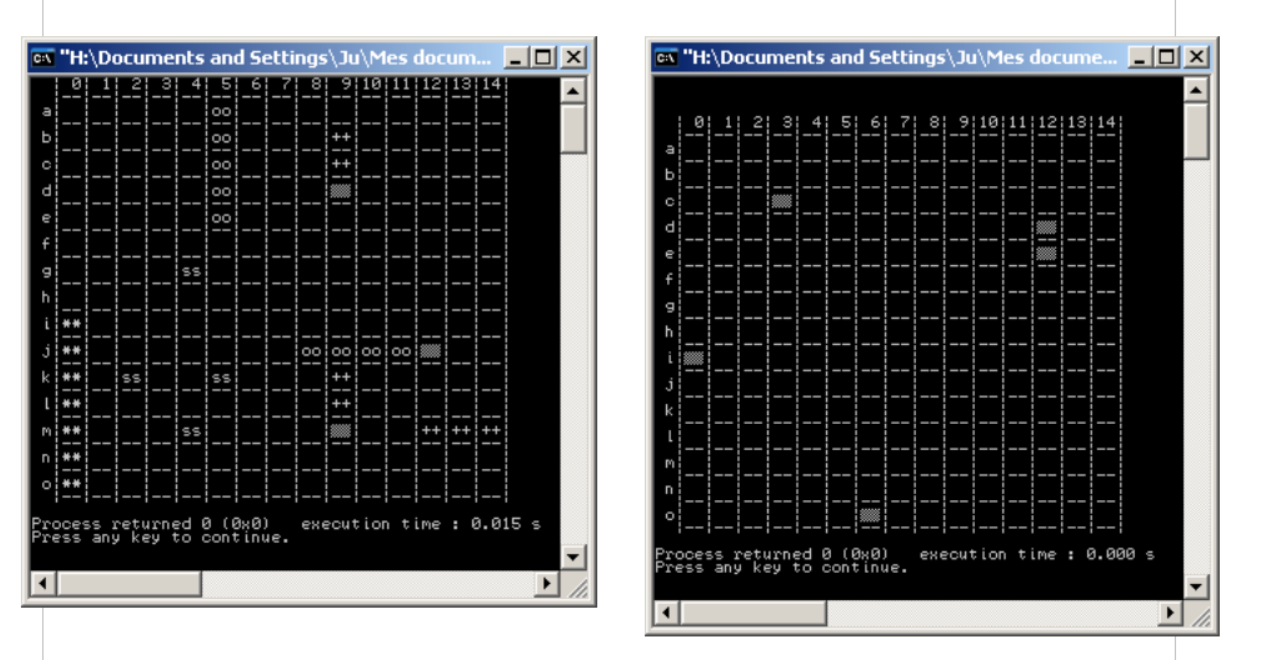 "H:\Documents and Settings\Ju\Mes docum...
0 1 2 3 4 5 6 7 8 9 10 11 12 13 14
a oo
b oo ++
c oo ++
d oo
e oo
f
g ss
h
i **
j ** oo oo oo oo
k ** ss ss ++
l ** ++
m ** ss ++ ++ ++
n **
o **
Process returned 0 (0x0) execution time : 0.015 s
Press any key to continue.
"H:\Documents and Settings\Ju\Mes docume...
0 1 2 3 4 5 6 7 8 9 10 11 12 13 14
a
b
c
d
e
f
g
h
i
j
k
l
m
n
o
Process returned 0 (0x0) execution time : 0.000 s
Press any key to continue.